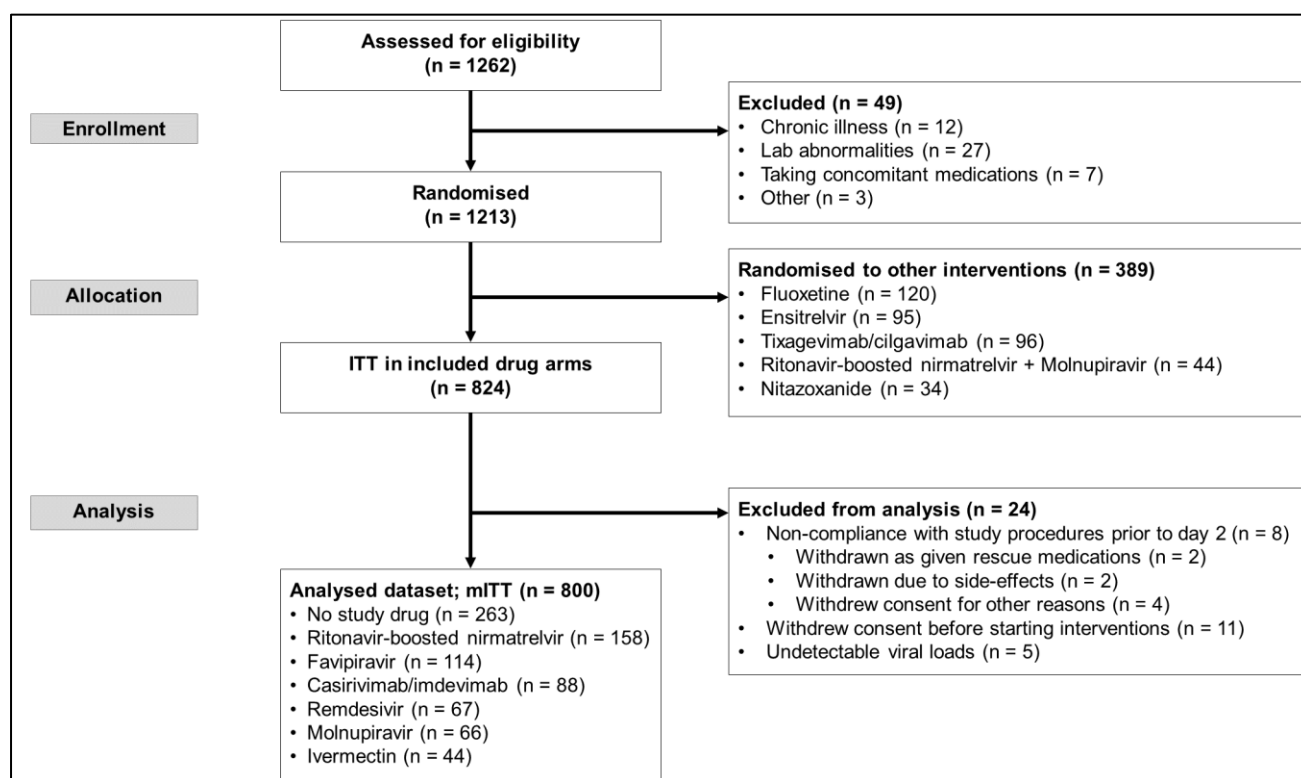 Assessed for eligibility
(n = 1262)
Enrollment
Excluded (n = 49)
• Chronic illness (n = 12)
• Lab abnormalities (n = 27)
• Taking concomitant medications (n = 7)
• Other (n = 3)
Randomised
(n = 1213)
Allocation
Randomised to other interventions (n = 389)
• Fluoxetine (n = 120)
• Ensitrelvir (n = 95)
• Tixagevimab/cilgavimab (n = 96)
• Ritonavir-boosted nirmatrelvir + Molnupiravir (n = 44)
• Nitazoxanide (n = 34)
ITT in included drug arms
(n = 824)
Analysis
Excluded from analysis (n = 24)
• Non-compliance with study procedures prior to day 2 (n = 8)
• Withdrawn as given rescue medications (n = 2)
• Withdrawn due to side-effects (n = 2)
• Withdrew consent for other reasons (n = 4)
• Withdrew consent before starting interventions (n = 11)
• Undetectable viral loads (n = 5)
Analysed dataset; mITT (n = 800)
• No study drug (n = 263)
• Ritonavir-boosted nirmatrelvir (n = 158)
• Favipiravir (n = 114)
• Casirivimab/imdevimab (n = 88)
• Remdesivir (n = 67)
• Molnupiravir (n = 66)
• Ivermectin (n = 44)